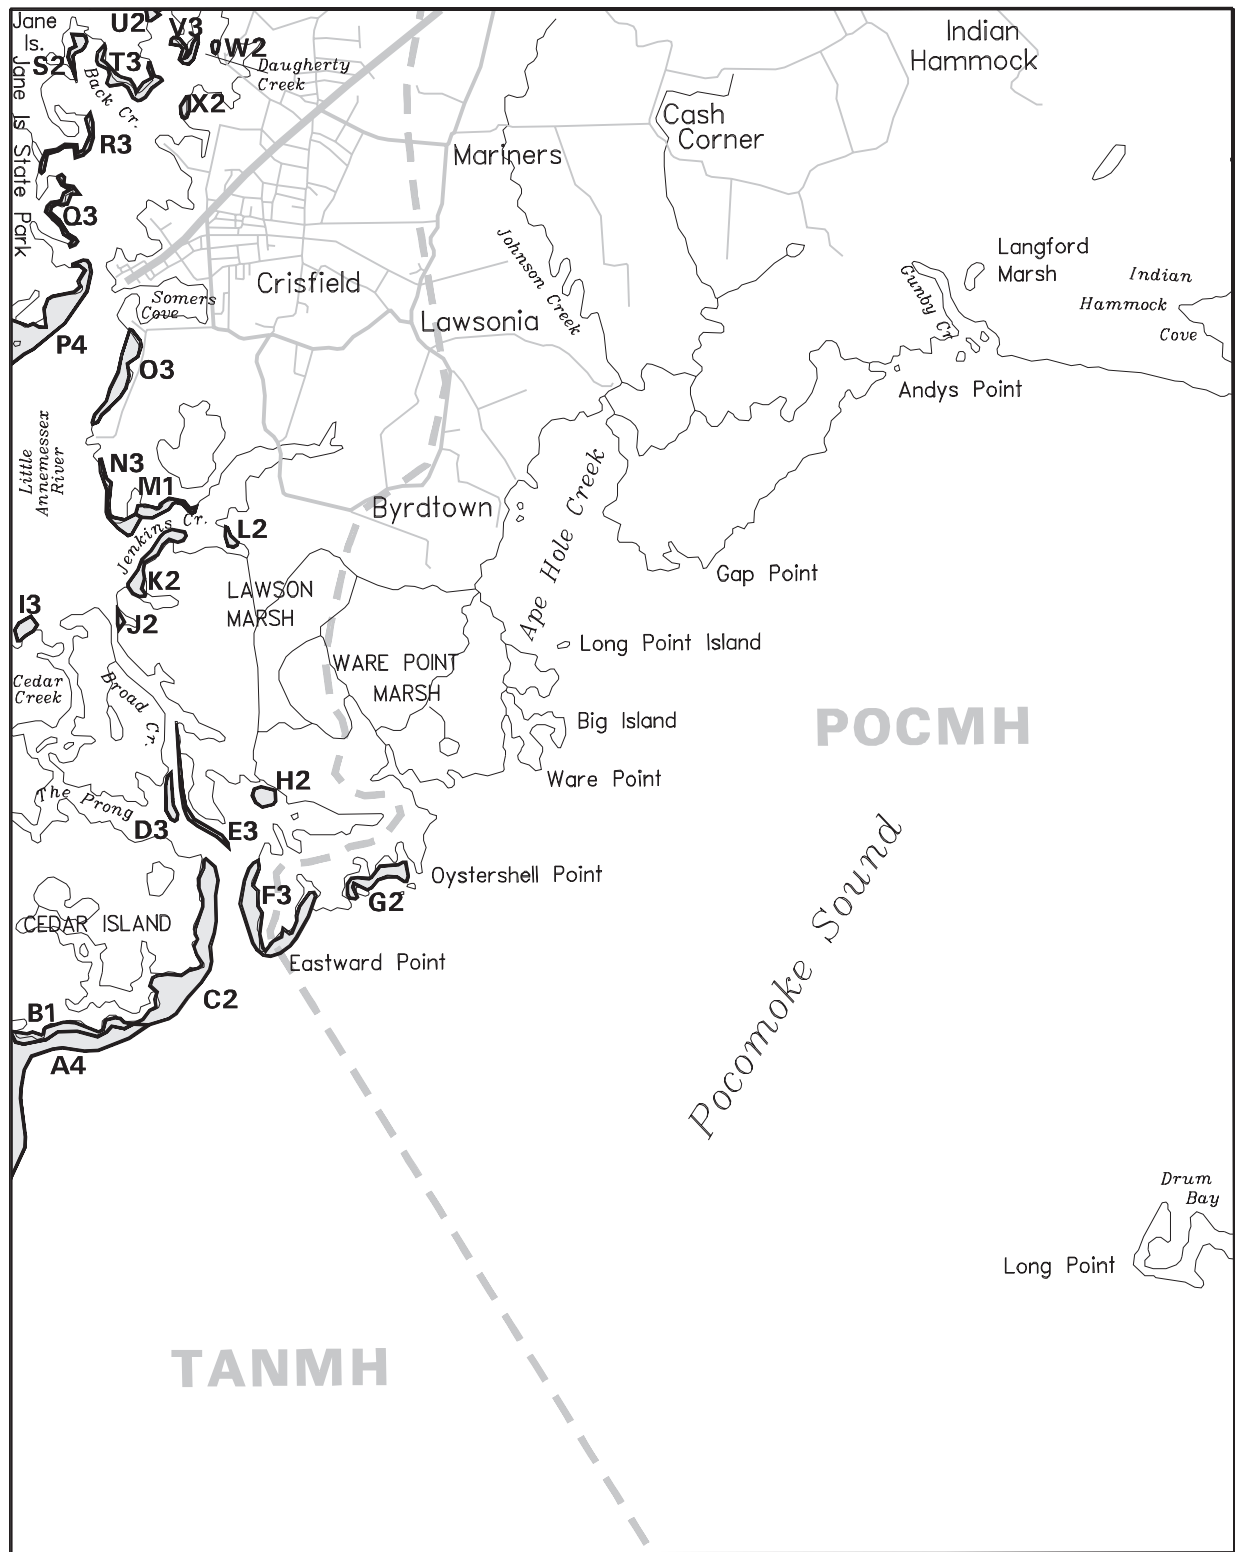 Jane
Is.
U2
V3
W2
S2
T3
Back Cr.
Daugherty
Creek
X2
Jane Is State Park
R3
Q3
Indian
Hammock
Cash
Corner
Mariners
Johnson Creek
Crisfield
Somers
Cove
Lawsonia
Langford
Marsh
Gunby Cr.
Indian
Hammock
Cove
P4
O3
Andys Point
Little
Annemessex
River
N3
M1
Jenkins Cr.
L2
Byrdtown
Ape Hole Creek
Gap Point
K2
LAWSON
MARSH
I3
J2
Long Point Island
WARE POINT
MARSH
Cedar
Creek
Broad Cr.
Big Island
POCMH
Ware Point
H2
The Prong
D3
E3
Oystershell Point
F3
G2
CEDAR ISLAND
Eastward Point
Pocomoke Sound
C2
B1
A4
Drum
Bay
Long Point
TANMH